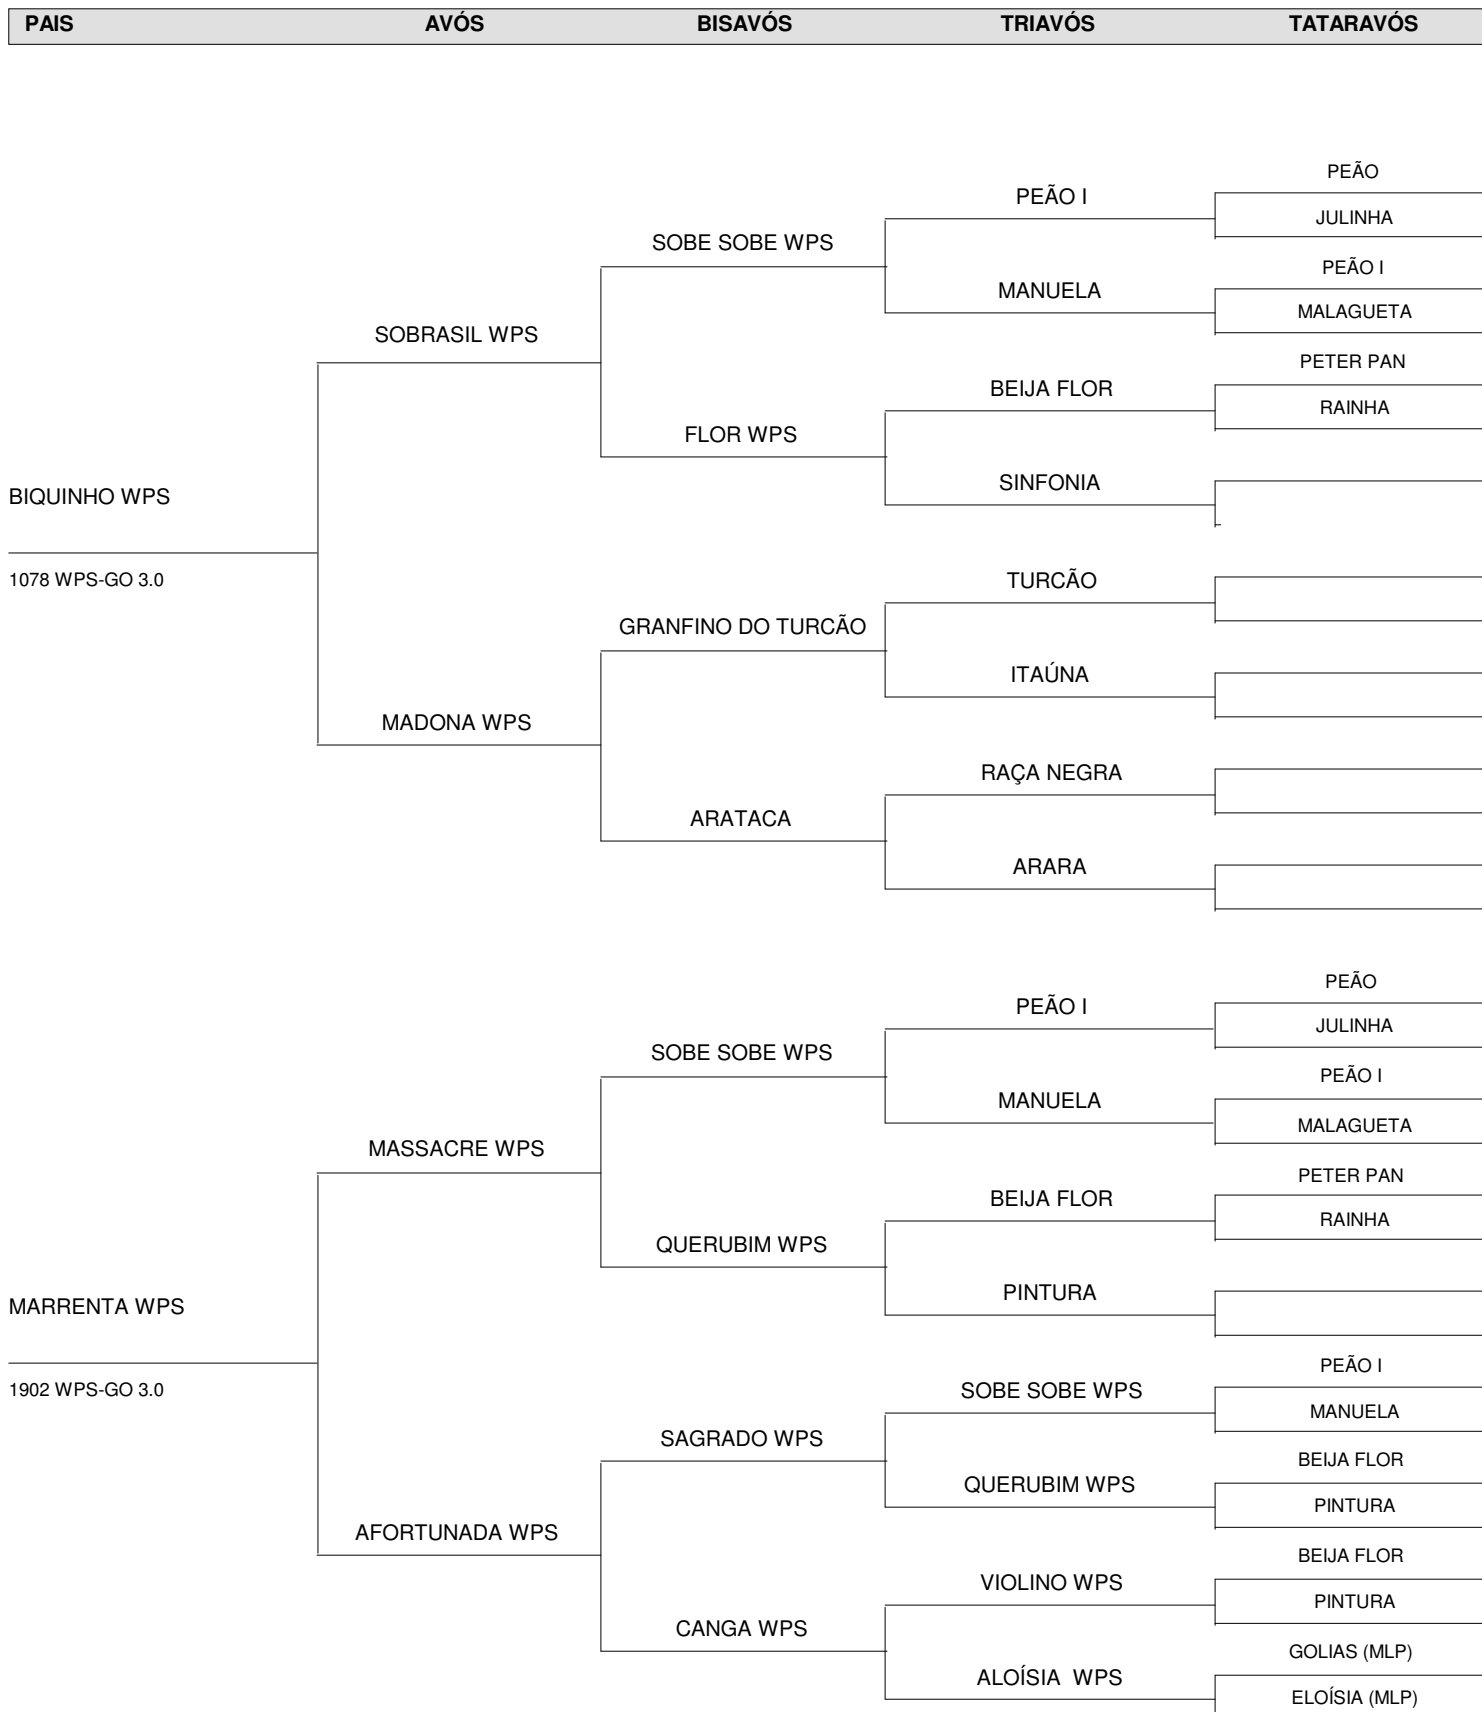 PAIS AVÓS BISAVÓS TRIAVÓS TATARAVÓS
PEÃO
PEÃO I
JULINHA
SOBE SOBE WPS
PEÃO I
MANUELA
MALAGUETA
SOBRASIL WPS
PETER PAN
BEIJA FLOR
RAINHA
FLOR WPS
SINFONIA
BIQUINHO WPS
1078 WPS-GO 3.0
TURCÃO
GRANFINO DO TURCÃO
ITAÚNA
MADONA WPS
RAÇA NEGRA
ARATACA
ARARA
PEÃO
PEÃO I
JULINHA
SOBE SOBE WPS
PEÃO I
MANUELA
MALAGUETA
MASSACRE WPS
PETER PAN
BEIJA FLOR
RAINHA
QUERUBIM WPS
PINTURA
MARRENTA WPS
1902 WPS-GO 3.0
PEÃO I
SOBE SOBE WPS
MANUELA
SAGRADO WPS
BEIJA FLOR
QUERUBIM WPS
PINTURA
AFORTUNADA WPS
BEIJA FLOR
VIOLINO WPS
PINTURA
CANGA WPS
GOLIAS (MLP)
ALOÍSIA WPS
ELOÍSIA (MLP)